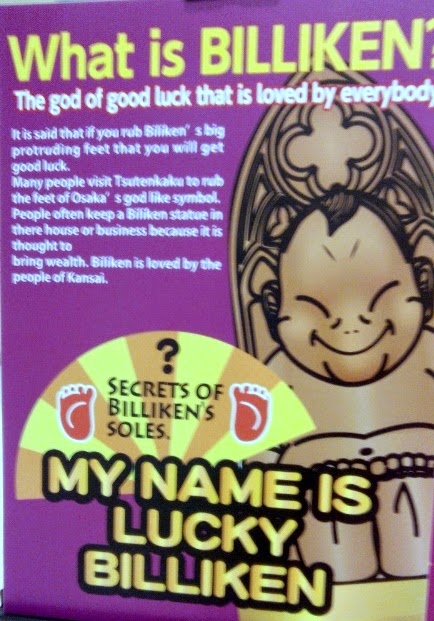 What is BILLIKEN?
The god of good luck that is loved by everybody
It is said that if you rub Biliken's big
protruding feet that you will get
good luck.
Many people visit Tsutenkaku to rub
the feet of Osaka's god like symbol.
People often keep a Biliken statue in
there house or business because it is
thought to
bring wealth. Biliken is loved by the
people of Kansai.
?
SECRETS OF
BILLIKEN'S
SOLES.
MY NAME IS
LUCKY
BILLIKEN